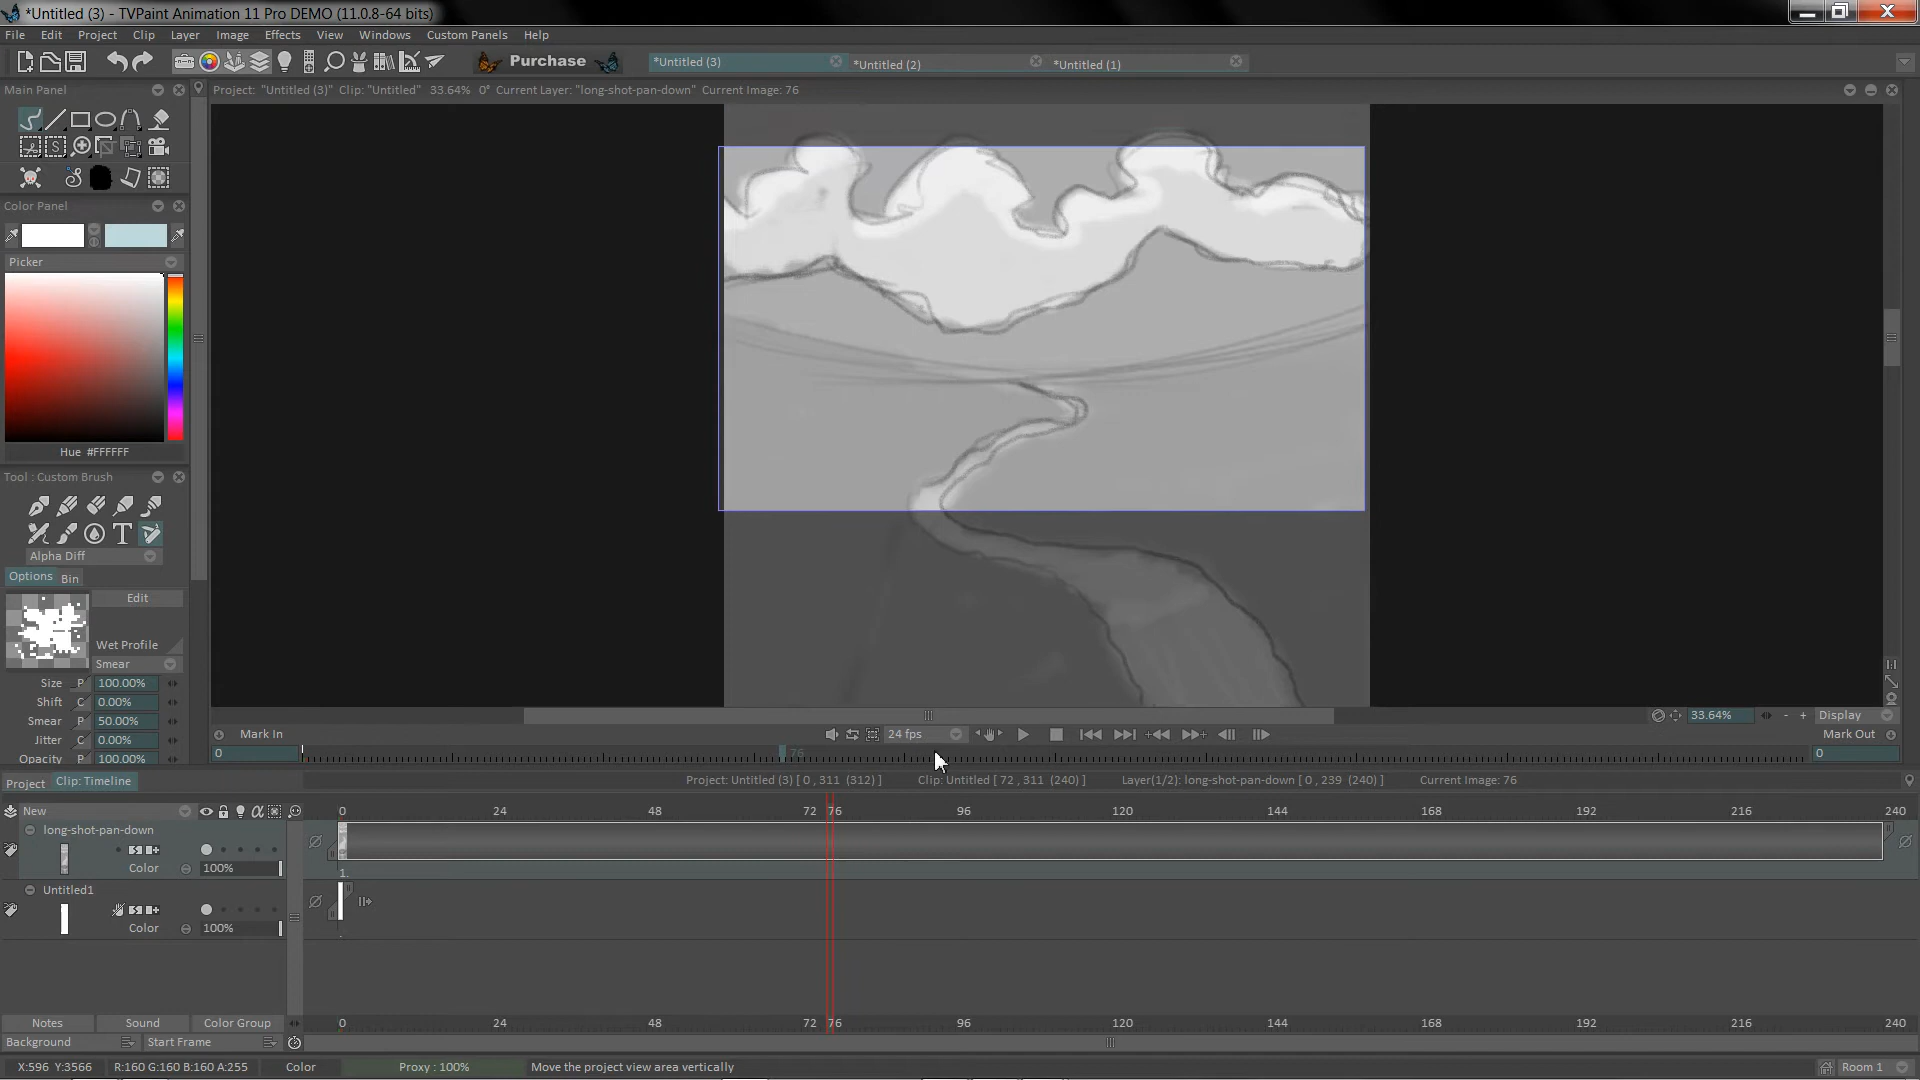 *Untitled (3) - TVPaint Animation 11 Pro DEMO (11.0.8-64 bits)
File Edit Project Clip Layer Image Effects View Windows Custom Panels Help
Purchase *Untitled (3) *Untitled (2) *Untitled (1)
Main Panel
Project: "Untitled (3)" Clip: "Untitled" 33.64% 0° Current Layer: "long-shot-pan-down" Current Image: 76
Color Panel
Picker
Hue #FFFFFF
Tool : Custom Brush
T
Alpha Diff
Options Bin
Edit
Wet Profile
Smear
Size P 100.00%
Shift C 0.00%
Smear P 50.00%
Jitter C 0.00%
Opacity P 100.00%
33.64% - + Display
Mark In 24 fps Mark Out
0 76 0
Project Clip: Timeline
Project: Untitled (3) [ 0 , 311 (312) ] Clip: Untitled [ 72 , 311 (240) ] Layer(1/2): long-shot-pan-down [ 0 , 239 (240) ] Current Image: 76
New 0 24 48 72 76 96 120 144 168 192 216 240
long-shot-pan-down
Color 100%
1.
Untitled1
Color 100%
Notes Sound Color Group 0 24 48 72 76 96 120 144 168 192 216 240
Background Start Frame
X:596 Y:3566 R:160 G:160 B:160 A:255 Color Proxy : 100% Move the project view area vertically Room 1